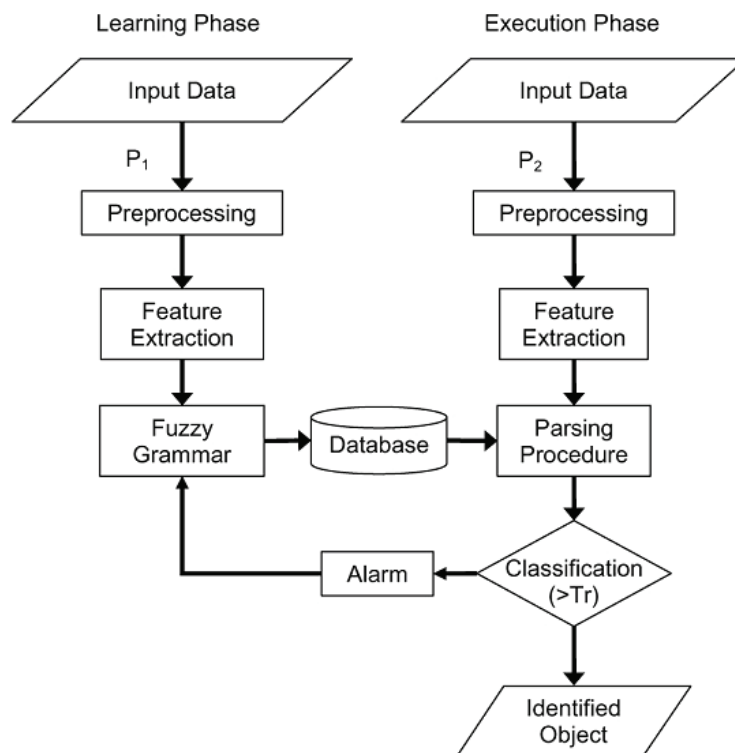 Learning Phase
Execution Phase
Input Data
Input Data
P₁
P₂
Preprocessing
Preprocessing
Feature
Extraction
Feature
Extraction
Fuzzy
Grammar
Database
Parsing
Procedure
Alarm
Classification
(>Tr)
Identified
Object